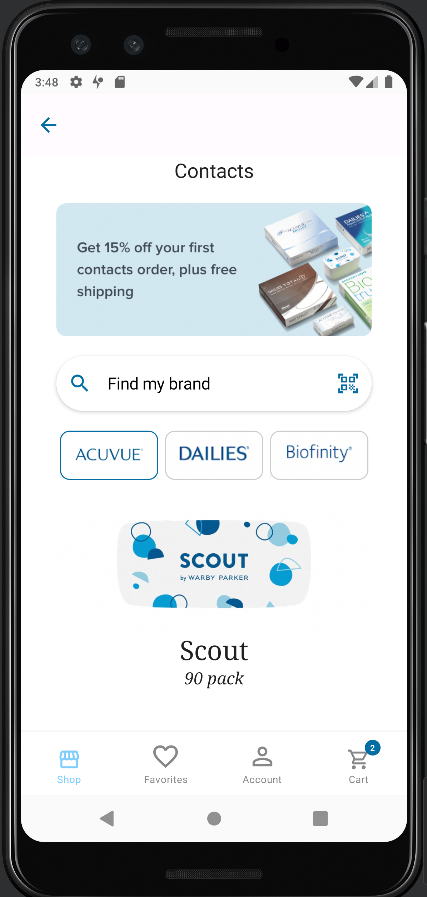 3:48
Contacts
Get 15% off your first
contacts order, plus free
shipping
Find my brand
ACUVUE® DAILIES® Biofinity®
SCOUT
by WARBY PARKER
Scout
90 pack
2
Shop Favorites Account Cart